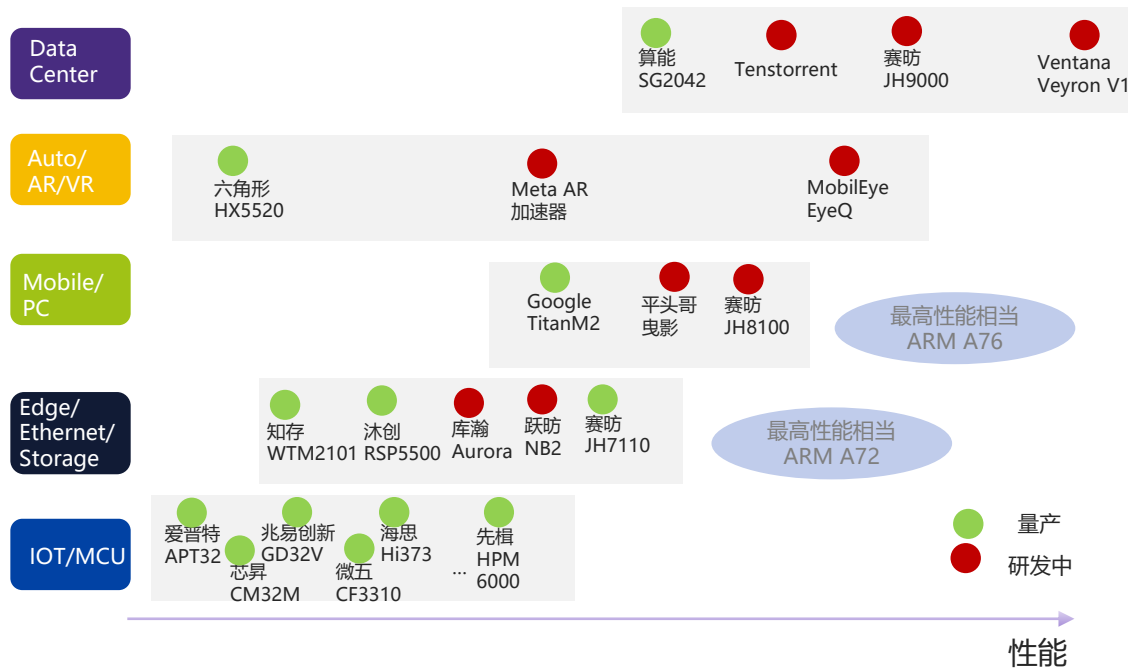 Data
Center
算能
SG2042
Tenstorrent
赛昉
JH9000
Ventana
Veyron V1
Auto/
AR/VR
六角形
HX5520
Meta AR
加速器
MobilEye
EyeQ
Mobile/
PC
Google
TitanM2
平头哥
曳影
赛昉
JH8100
最高性能相当
ARM A76
Edge/
Ethernet/
Storage
知存
WTM2101
沐创
RSP5500
库瀚
Aurora
跃昉
NB2
赛昉
JH7110
最高性能相当
ARM A72
IOT/MCU
爱普特
APT32
芯昇
CM32M
兆易创新
GD32V
微五
CF3310
海思
Hi373
...
先楫
HPM
6000
量产
研发中
性能